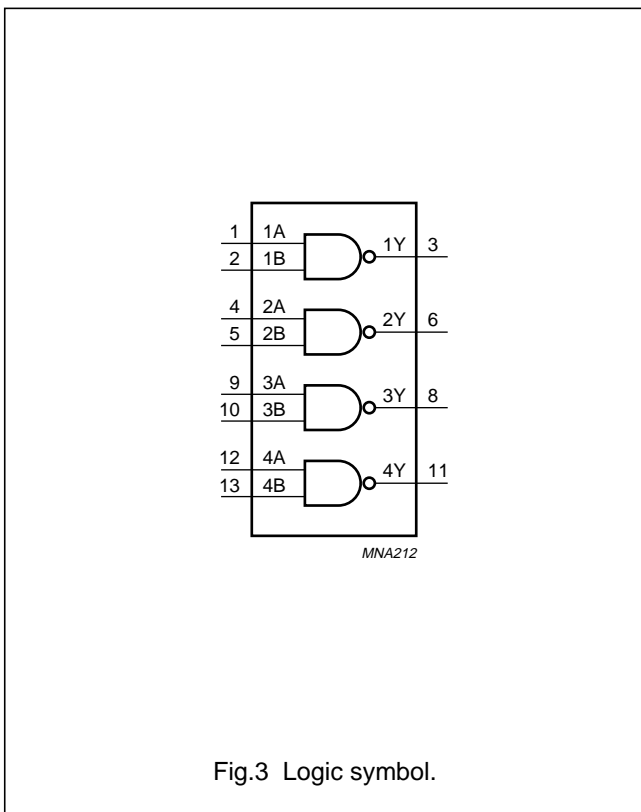 1 1A 1Y 3
2 1B
4 2A 2Y 6
5 2B
9 3A 3Y 8
10 3B
12 4A 4Y 11
13 4B
MNA212
Fig.3 Logic symbol.